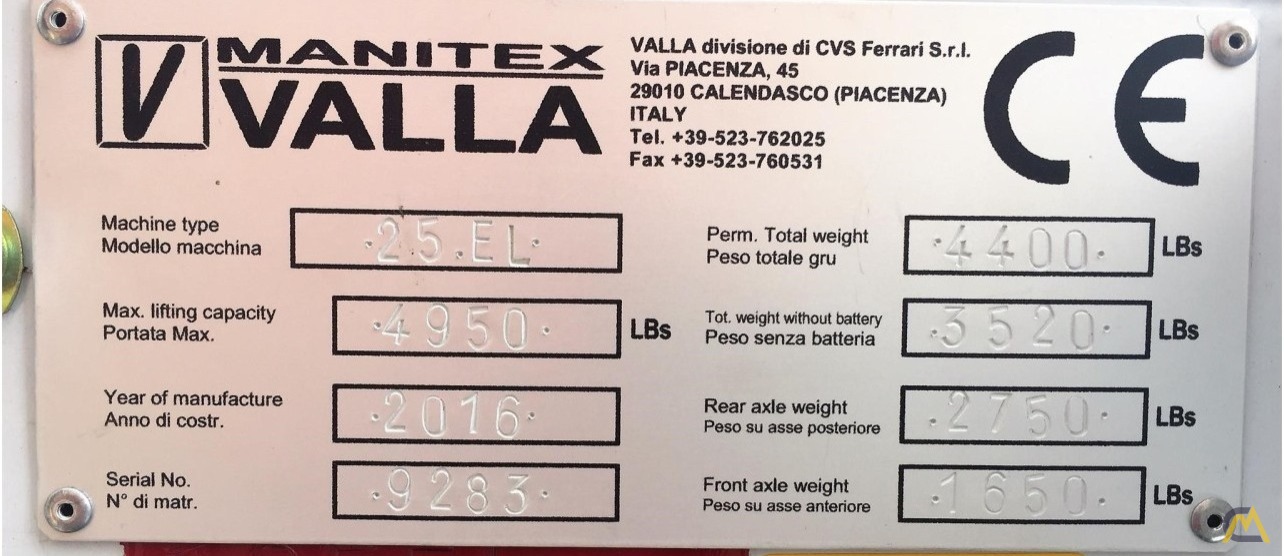 V MANITEX
VALLA
VALLA divisione di CVS Ferrari S.r.l.
Via PIACENZA, 45
29010 CALENDASCO (PIACENZA)
ITALY
Tel. +39-523-762025
Fax +39-523-760531
CE
Machine type
Modello macchina
·25.EL·
Max. lifting capacity
Portata Max.
·4950· LBs
Year of manufacture
Anno di costr.
·2016·
Serial No.
N° di matr.
·9283·
Perm. Total weight
Peso totale gru
·4400· LBs
Tot. weight without battery
Peso senza batteria
·3520· LBs
Rear axle weight
Peso su asse posteriore
·2750· LBs
Front axle weight
Peso su asse anteriore
·1650· LBs